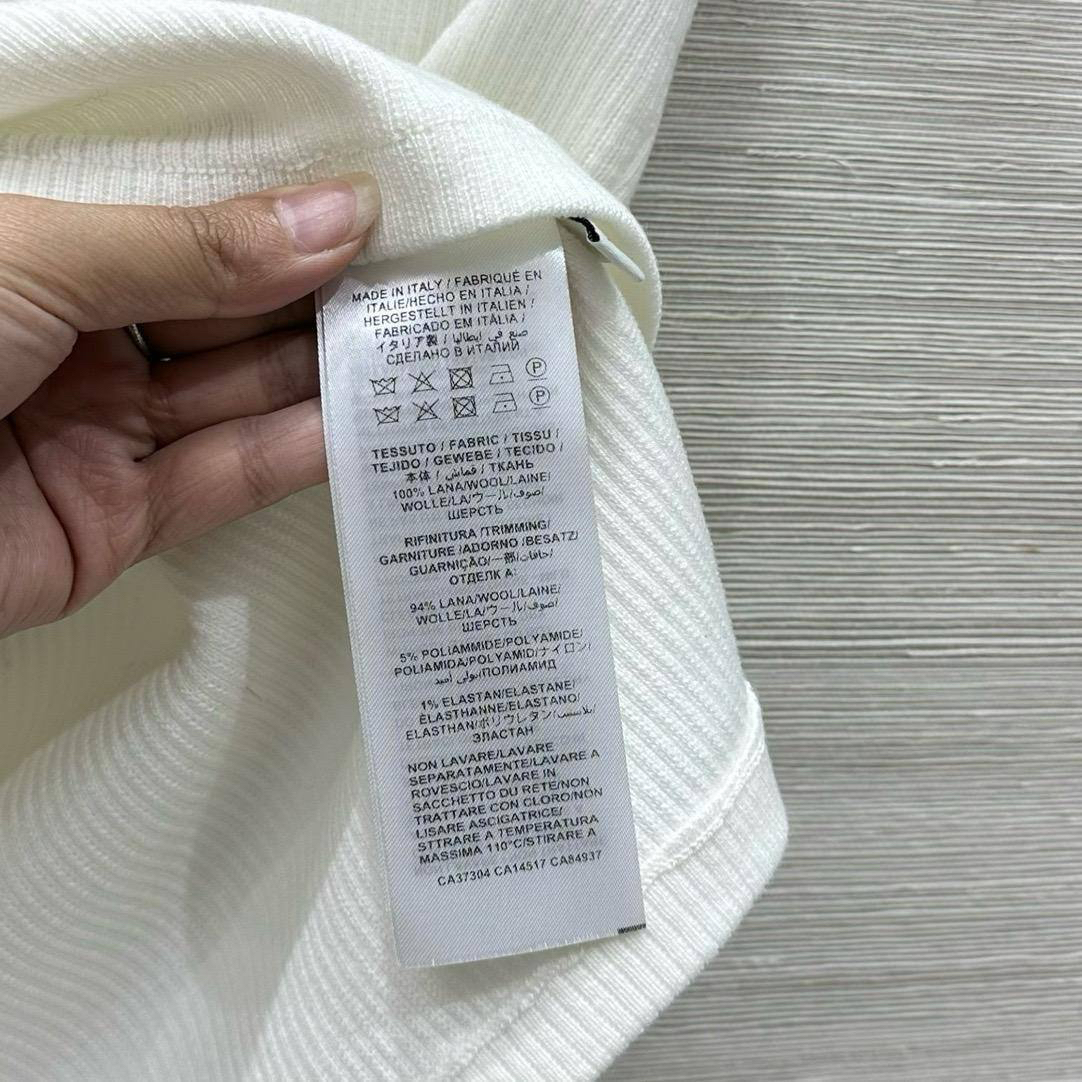 MADE IN ITALY / FABRIQUÉ EN
ITALIE/HECHO EN ITALIA /
HERGESTELLT IN ITALIEN /
FABRICADO EM ITÁLIA /
イタリア製 / صنع في ايطاليا /
СДЕЛАНО В ИТАЛИИ
P
P
TESSUTO / FABRIC / TISSU /
TEJIDO / GEWEBE / TECIDO /
本体 / قماش / ТКАНЬ
100% LANA/WOOL/LAINE/
WOLLE/LA/ウール/صوف/
ШЕРСТЬ
RIFINITURA /TRIMMING/
GARNITURE /ADORNO /BESATZ/
GUARNIÇÃO/一部/حافات/
ОТДЕЛК А:
94% LANA/WOOL/LAINE/
WOLLE/LA/ウール/صوف/
ШЕРСТЬ
5% POLIAMMIDE/POLYAMIDE/
POLIAMIDA/POLYAMID/ナイロン/
بولي أميد/ПОЛИАМИД
1% ELASTAN/ELASTANE/
ÉLASTHANNE/ELASTANO/
ELASTHAN/ポリウレタン/
ЭЛАСТАН
NON LAVARE/LAVARE
SEPARATAMENTE/LAVARE A
ROVESCIO/LAVARE IN
SACCHETTO DU RETE/NON
TRATTARE CON CLORO/NON
LISARE ASCIGATRICE/
STTRARE A TEMPERATURA
MASSIMA 110°C/STIRARE A
CA37304 CA14517 CA84937